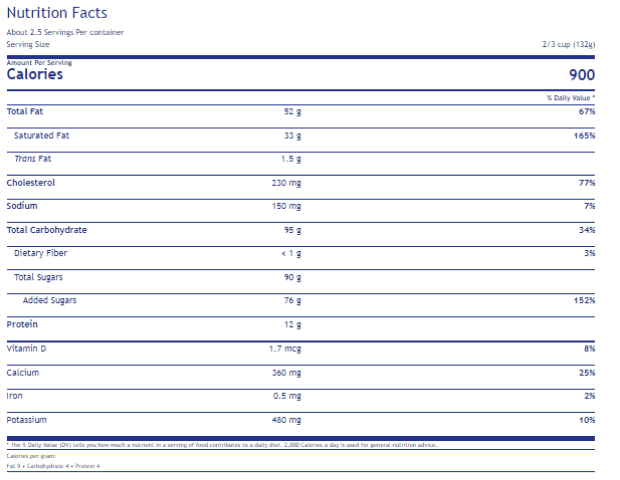 Nutrition Facts
About 2.5 Servings Per container
Serving Size 2/3 cup (132g)
Amount Per Serving
Calories 900
% Daily Value *
Total Fat 52 g 67%
Saturated Fat 33 g 165%
Trans Fat 1.5 g
Cholesterol 230 mg 77%
Sodium 150 mg 7%
Total Carbohydrate 95 g 34%
Dietary Fiber < 1 g 3%
Total Sugars 90 g
Added Sugars 76 g 152%
Protein 12 g
Vitamin D 1.7 mcg 8%
Calcium 360 mg 25%
Iron 0.5 mg 2%
Potassium 480 mg 10%
* The % Daily Value (DV) tells you how much a nutrient in a serving of food contributes to a daily diet. 2,000 Calories a day is used for general nutrition advice.
Calories per gram:
Fat 9 • Carbohydrate 4 • Protein 4